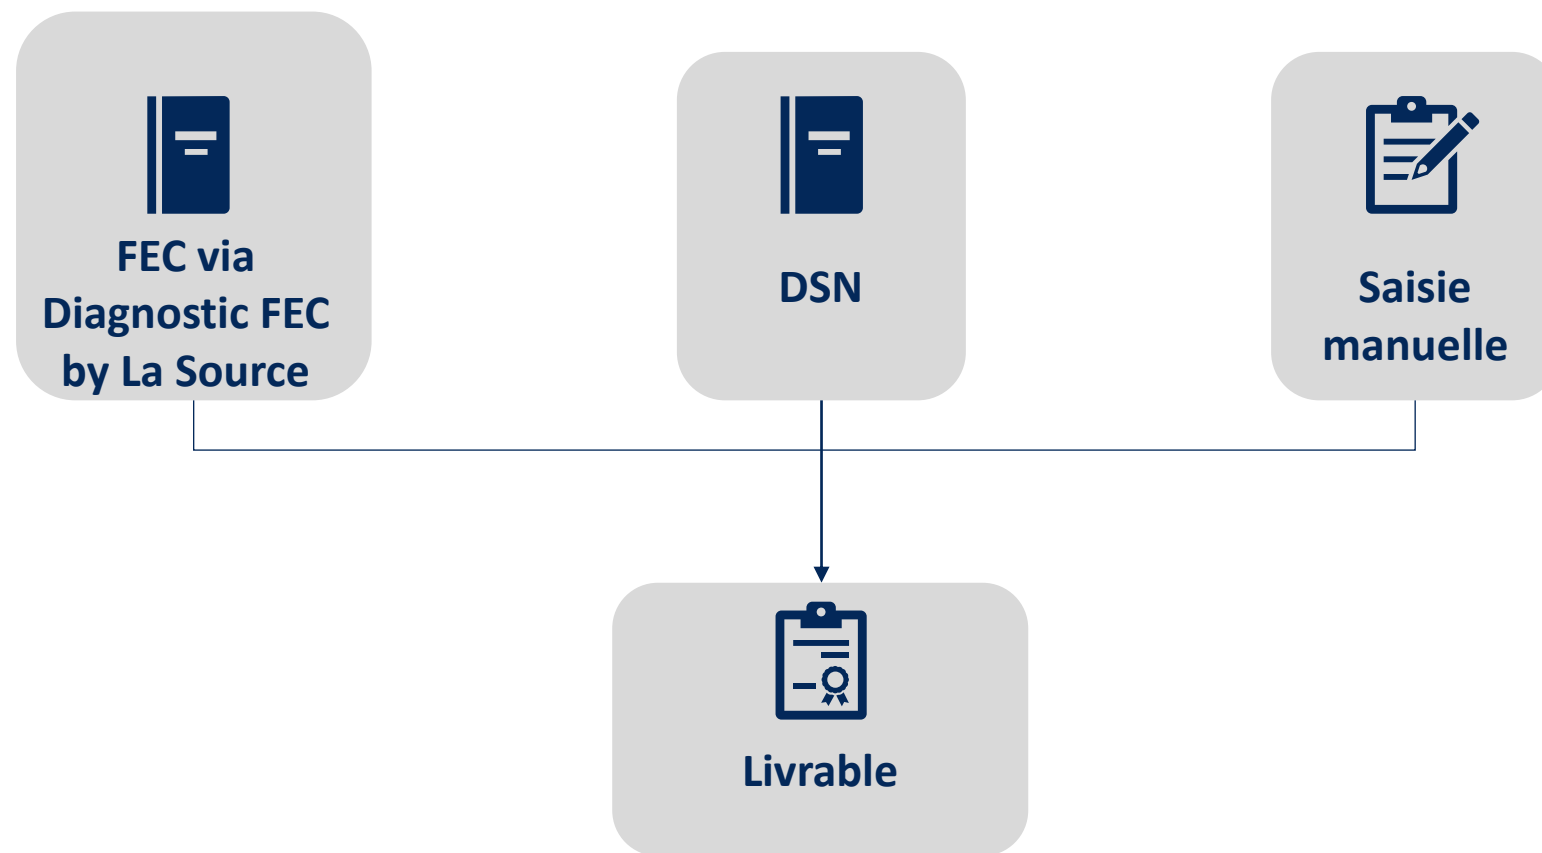 FEC via
Diagnostic FEC
by La Source
DSN
Saisie
manuelle
Livrable